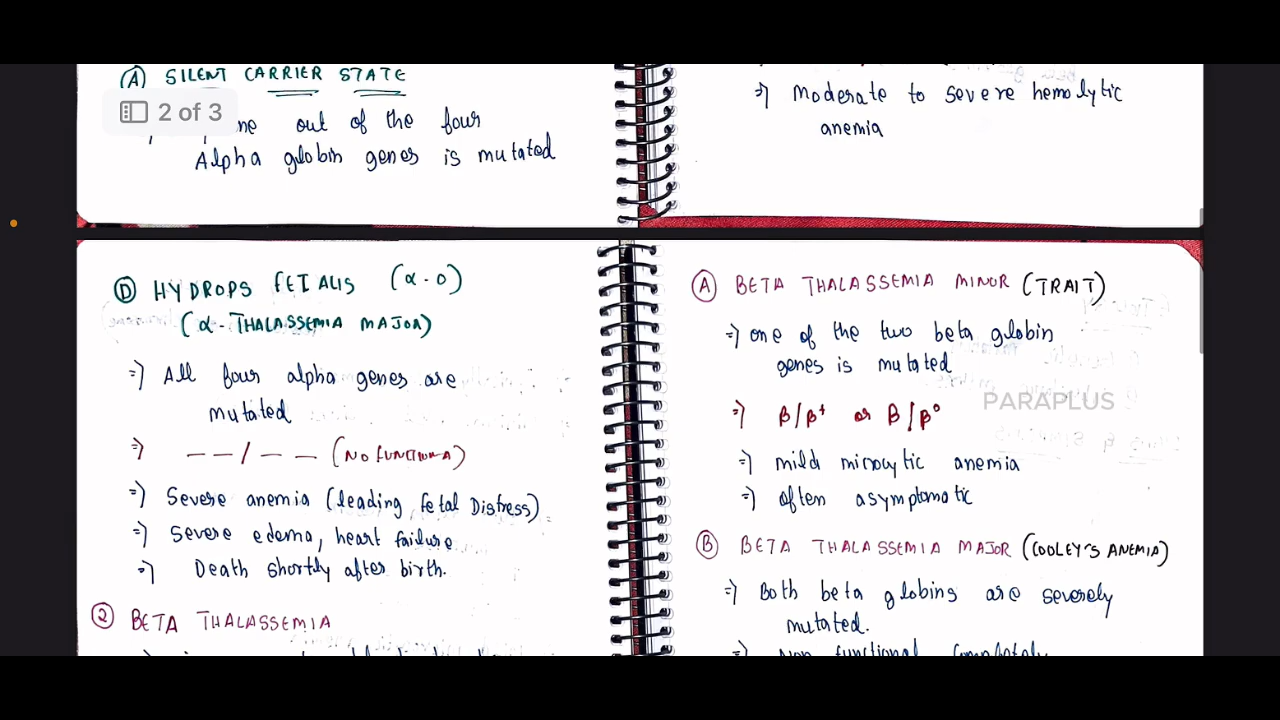 (A) SILENT CARRIER STATE
2 of 3
out of the four
Alpha globin genes is mutated
=> Moderate to severe hemolytic
anemia
(D) HYDROPS FETALIS (α-0)
(α-THALASSEMIA MAJOR)
=> All four alpha genes are
mutated
=> _ _ / _ _ (NO FUNCTIONAL)
=> Severe anemia (leading Fetal Distress)
=> Severe edema, heart failure
=> Death shortly after birth.
(2) BETA THALASSEMIA
(A) BETA THALASSEMIA MINOR (TRAIT)
=> one of the two beta globin
genes is mutated
PARAPLUS
=> β/β⁺ or β/β⁰
=> mild microcytic anemia
=> often asymptomatic
(B) BETA THALASSEMIA MAJOR (COOLEY'S ANEMIA)
=> Both beta globins are severely
mutated.
=> Non functional completely